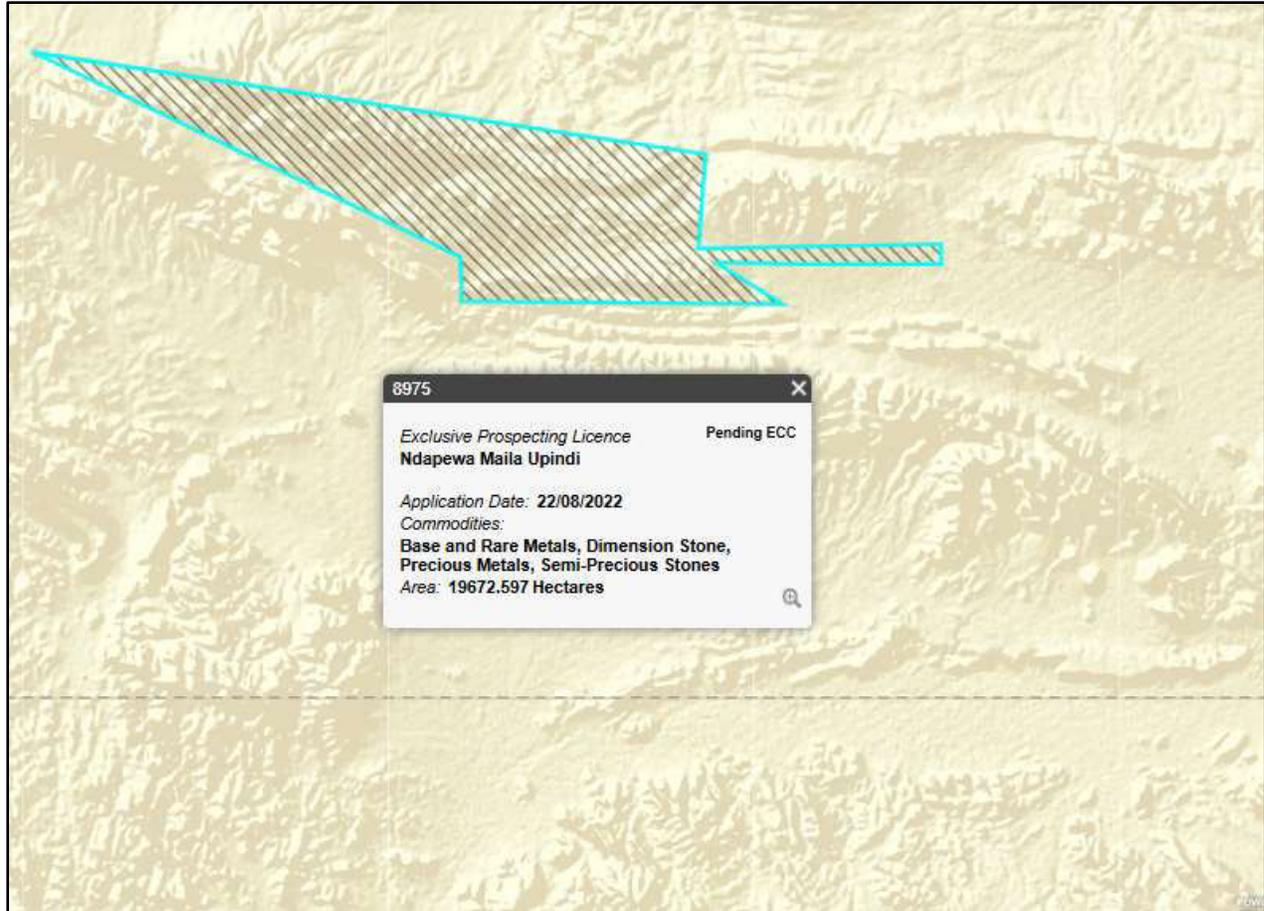 8975
Exclusive Prospecting Licence
Pending ECC
Ndapewa Maila Upindi
Application Date: 22/08/2022
Commodities:
Base and Rare Metals, Dimension Stone,
Precious Metals, Semi-Precious Stones
Area: 19672.597 Hectares